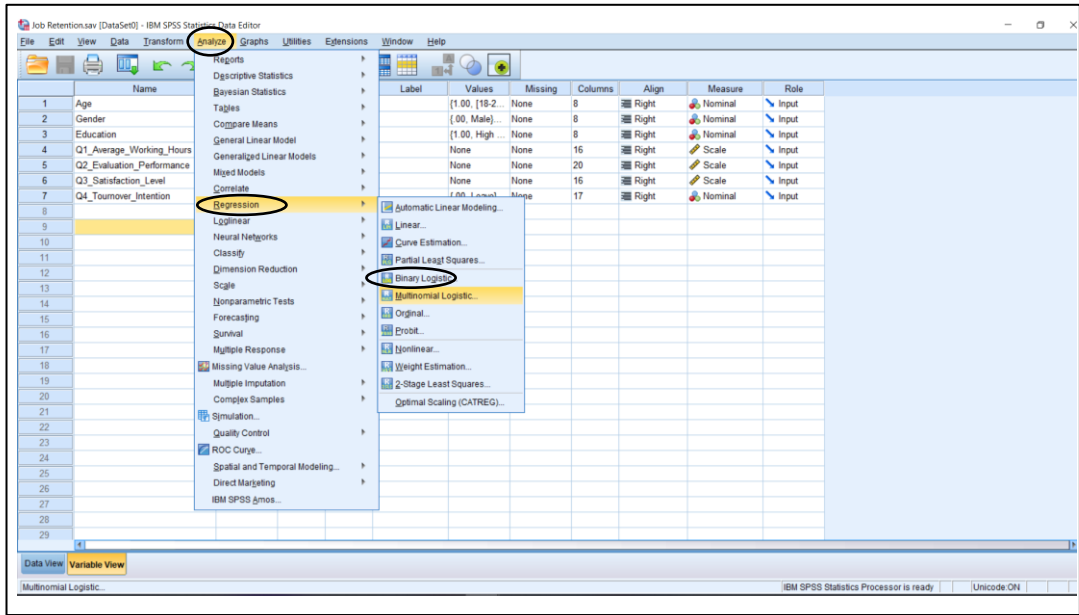 Job Retention.sav [DataSet0] - IBM SPSS Statistics Data Editor
File Edit View Data Transform Analyze Graphs Utilities Extensions Window Help
Name Label Values Missing Columns Align Measure Role
1 Age {1.00, [18-2... None 8 Right Nominal Input
2 Gender {.00, Male}... None 8 Right Nominal Input
3 Education {1.00, High ... None 8 Right Nominal Input
4 Q1_Average_Working_Hours None None 16 Right Scale Input
5 Q2_Evaluation_Performance None None 20 Right Scale Input
6 Q3_Satisfaction_Level None None 16 Right Scale Input
7 Q4_Tournover_Intention {.00, Leave}... None 17 Right Nominal Input
8
9
10
11
12
13
14
15
16
17
18
19
20
21
22
23
24
25
26
27
28
29
Reports
Descriptive Statistics
Bayesian Statistics
Tables
Compare Means
General Linear Model
Generalized Linear Models
Mixed Models
Correlate
Regression
Loglinear
Neural Networks
Classify
Dimension Reduction
Scale
Nonparametric Tests
Forecasting
Survival
Multiple Response
Missing Value Analysis...
Multiple Imputation
Complex Samples
Simulation...
Quality Control
ROC Curve...
Spatial and Temporal Modeling...
Direct Marketing
IBM SPSS Amos...
Automatic Linear Modeling...
Linear...
Curve Estimation...
Partial Least Squares...
Binary Logistic
Multinomial Logistic...
Ordinal...
Probit...
Nonlinear...
Weight Estimation...
2-Stage Least Squares...
Optimal Scaling (CATREG)...
Data View Variable View
Multinomial Logistic... IBM SPSS Statistics Processor is ready Unicode:ON